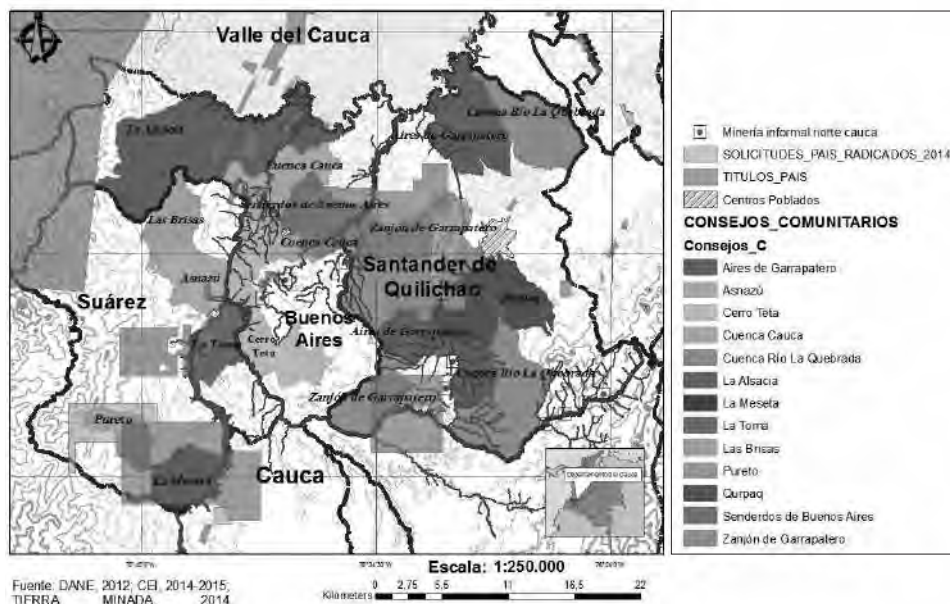 Valle del Cauca
Cuenca Río La Quebrada
Aires de Garrapatero
La Alsacia
Cuenca Cauca
Senderdos de Buenos Aires
Las Brisas
Zanjón de Garrapatero
Cuenca Cauca
Asnazú
Santander de
Quilichao
Suárez
Buenos
Aires
Aires de Garrapatero
La Toma
Cerro
Teta
Cuenca Río La Quebrada
Zanjón de Garrapatero
Pureto
La Meseta
Cauca
Minería informal norte cauca
SOLICITUDES_PAIS_RADICADOS_2014
TITULOS_PAIS
Centros Poblados
CONSEJOS_COMUNITARIOS
Consejos_C
Aires de Garrapatero
Asnazú
Cerro Teta
Cuenca Cauca
Cuenca Río La Quebrada
La Alsacia
La Meseta
La Toma
Las Brisas
Pureto
Qurpaq
Senderdos de Buenos Aires
Zanjón de Garrapatero
Escala: 1:250.000
Fuente: DANE, 2012; CEI, 2014-2015;
TIERRA MINADA, 2014
Kilometers
0 2,75 5,5 11 16,5 22